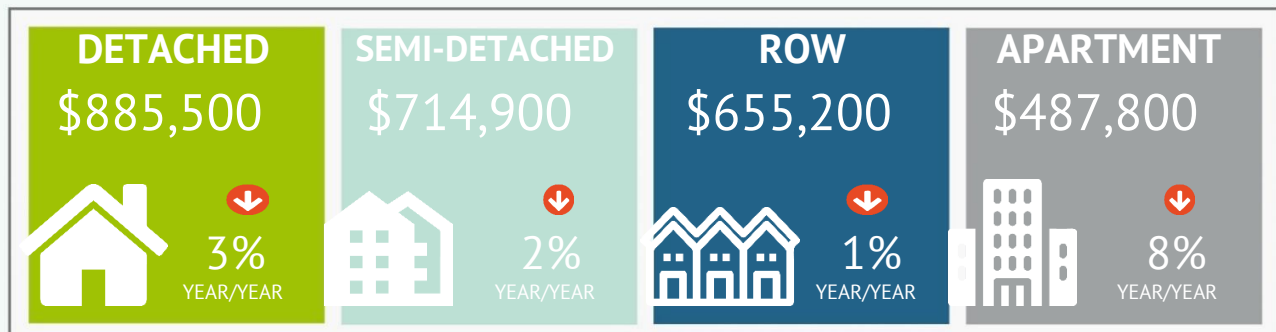 DETACHED
$885,500
3%
YEAR/YEAR
SEMI-DETACHED
$714,900
2%
YEAR/YEAR
ROW
$655,200
1%
YEAR/YEAR
APARTMENT
$487,800
8%
YEAR/YEAR